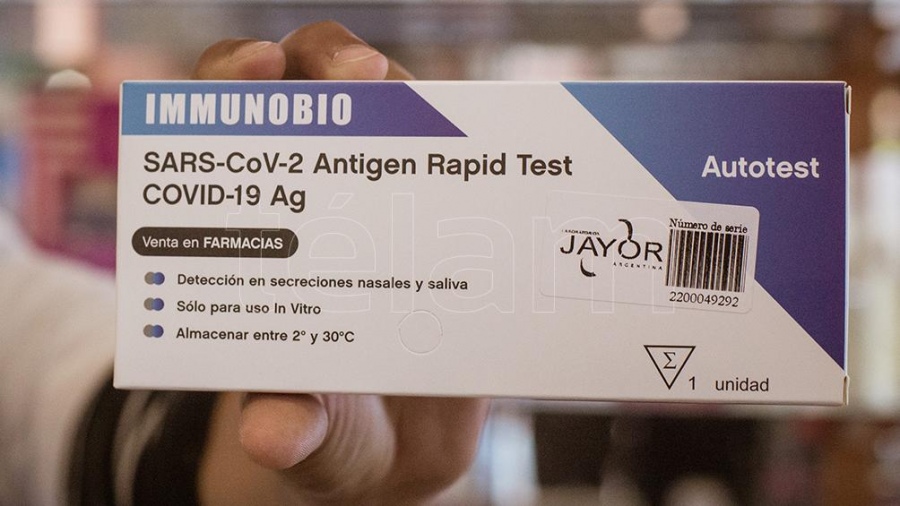 IMMUNOBIO
SARS-CoV-2 Antigen Rapid Test
COVID-19 Ag
Autotest
Venta en FARMACIAS
Detección en secreciones nasales y saliva
Sólo para uso In Vitro
Almacenar entre 2° y 30°C
LABORATORIOS
JAYOR
ARGENTINA
Número de serie
2200049292
Σ
1 unidad
télam